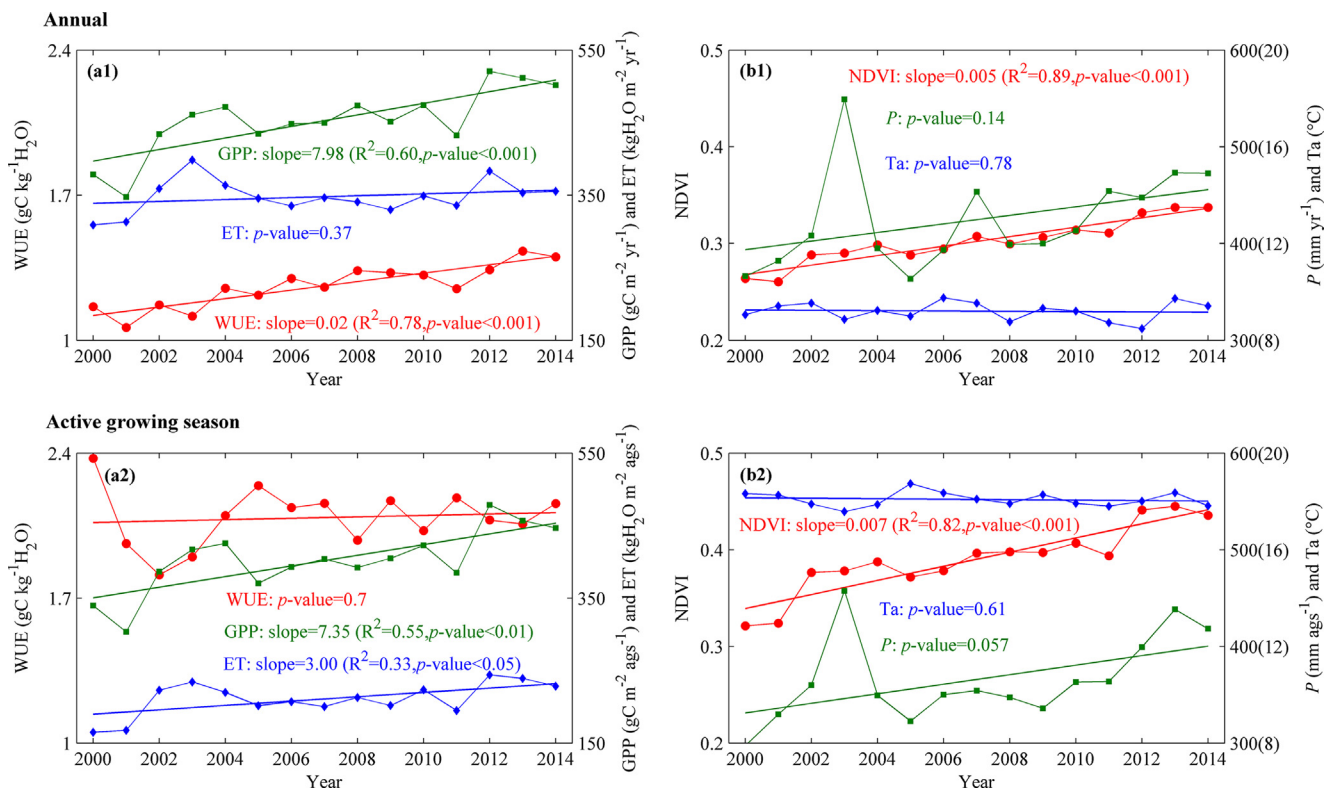 Annual
(a1)
2.4
1.7
1
WUE (gC kg⁻¹H₂O)
550
350
150
GPP (gC m⁻² yr⁻¹) and ET (kgH₂O m⁻² yr⁻¹)
GPP: slope=7.98 (R²=0.60,p-value<0.001)
ET: p-value=0.37
WUE: slope=0.02 (R²=0.78,p-value<0.001)
2000 2002 2004 2006 2008 2010 2012 2014
Year
(b1)
0.5
0.4
0.3
0.2
NDVI
600(20)
500(16)
400(12)
300(8)
P (mm yr⁻¹) and Ta (°C)
NDVI: slope=0.005 (R²=0.89,p-value<0.001)
P: p-value=0.14
Ta: p-value=0.78
2000 2002 2004 2006 2008 2010 2012 2014
Year
Active growing season
(a2)
2.4
1.7
1
WUE (gC kg⁻¹H₂O)
550
350
150
GPP (gC m⁻² ags⁻¹) and ET (kgH₂O m⁻² ags⁻¹)
WUE: p-value=0.7
GPP: slope=7.35 (R²=0.55,p-value<0.01)
ET: slope=3.00 (R²=0.33,p-value<0.05)
2000 2002 2004 2006 2008 2010 2012 2014
Year
(b2)
0.5
0.4
0.3
0.2
NDVI
600(20)
500(16)
400(12)
300(8)
P (mm ags⁻¹) and Ta (°C)
NDVI: slope=0.007 (R²=0.82,p-value<0.001)
Ta: p-value=0.61
P: p-value=0.057
2000 2002 2004 2006 2008 2010 2012 2014
Year